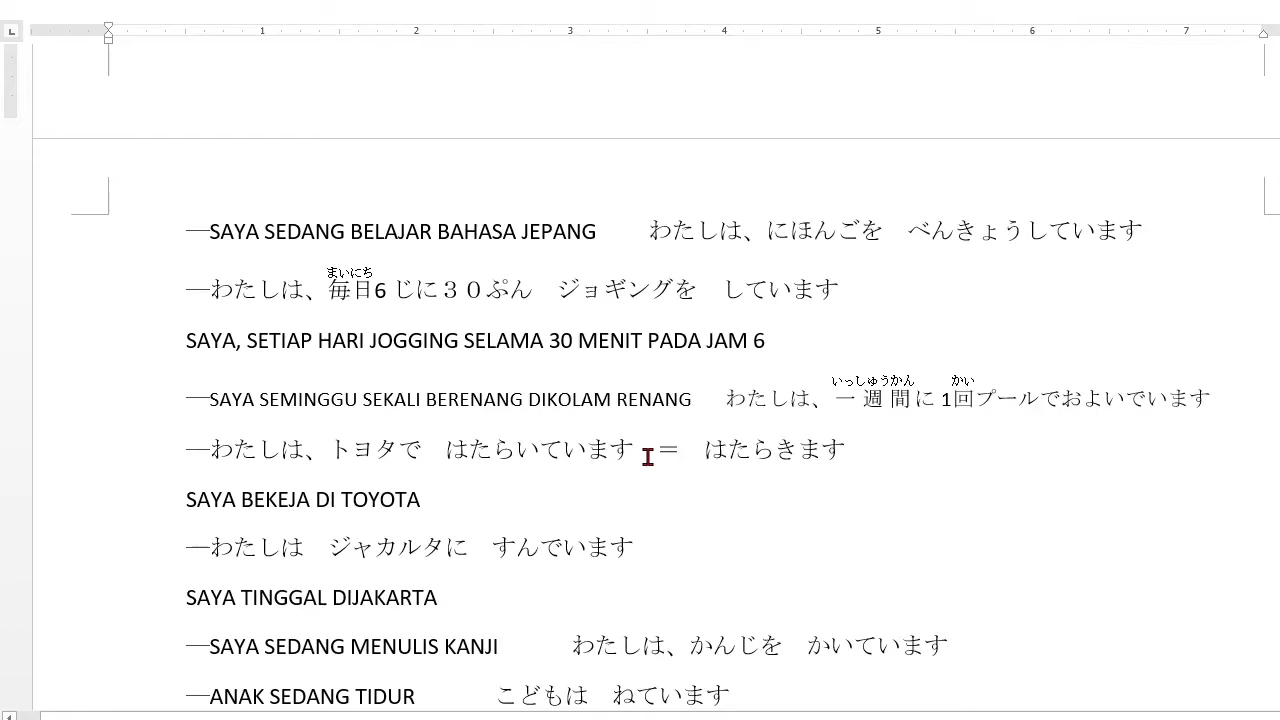 1 2 3 4 5 6 7
—SAYA SEDANG BELAJAR BAHASA JEPANG わたしは、にほんごを べんきょうしています
まいにち
—わたしは、毎日6 じに３０ぷん ジョギングを しています
SAYA, SETIAP HARI JOGGING SELAMA 30 MENIT PADA JAM 6
いっしゅうかん かい
—SAYA SEMINGGU SEKALI BERENANG DIKOLAM RENANG わたしは、一週間に 1回プールでおよいでいます
—わたしは、トヨタで はたらいています ＝ はたらきます
SAYA BEKEJA DI TOYOTA
—わたしは ジャカルタに すんでいます
SAYA TINGGAL DIJAKARTA
—SAYA SEDANG MENULIS KANJI わたしは、かんじを かいています
—ANAK SEDANG TIDUR こどもは ねています